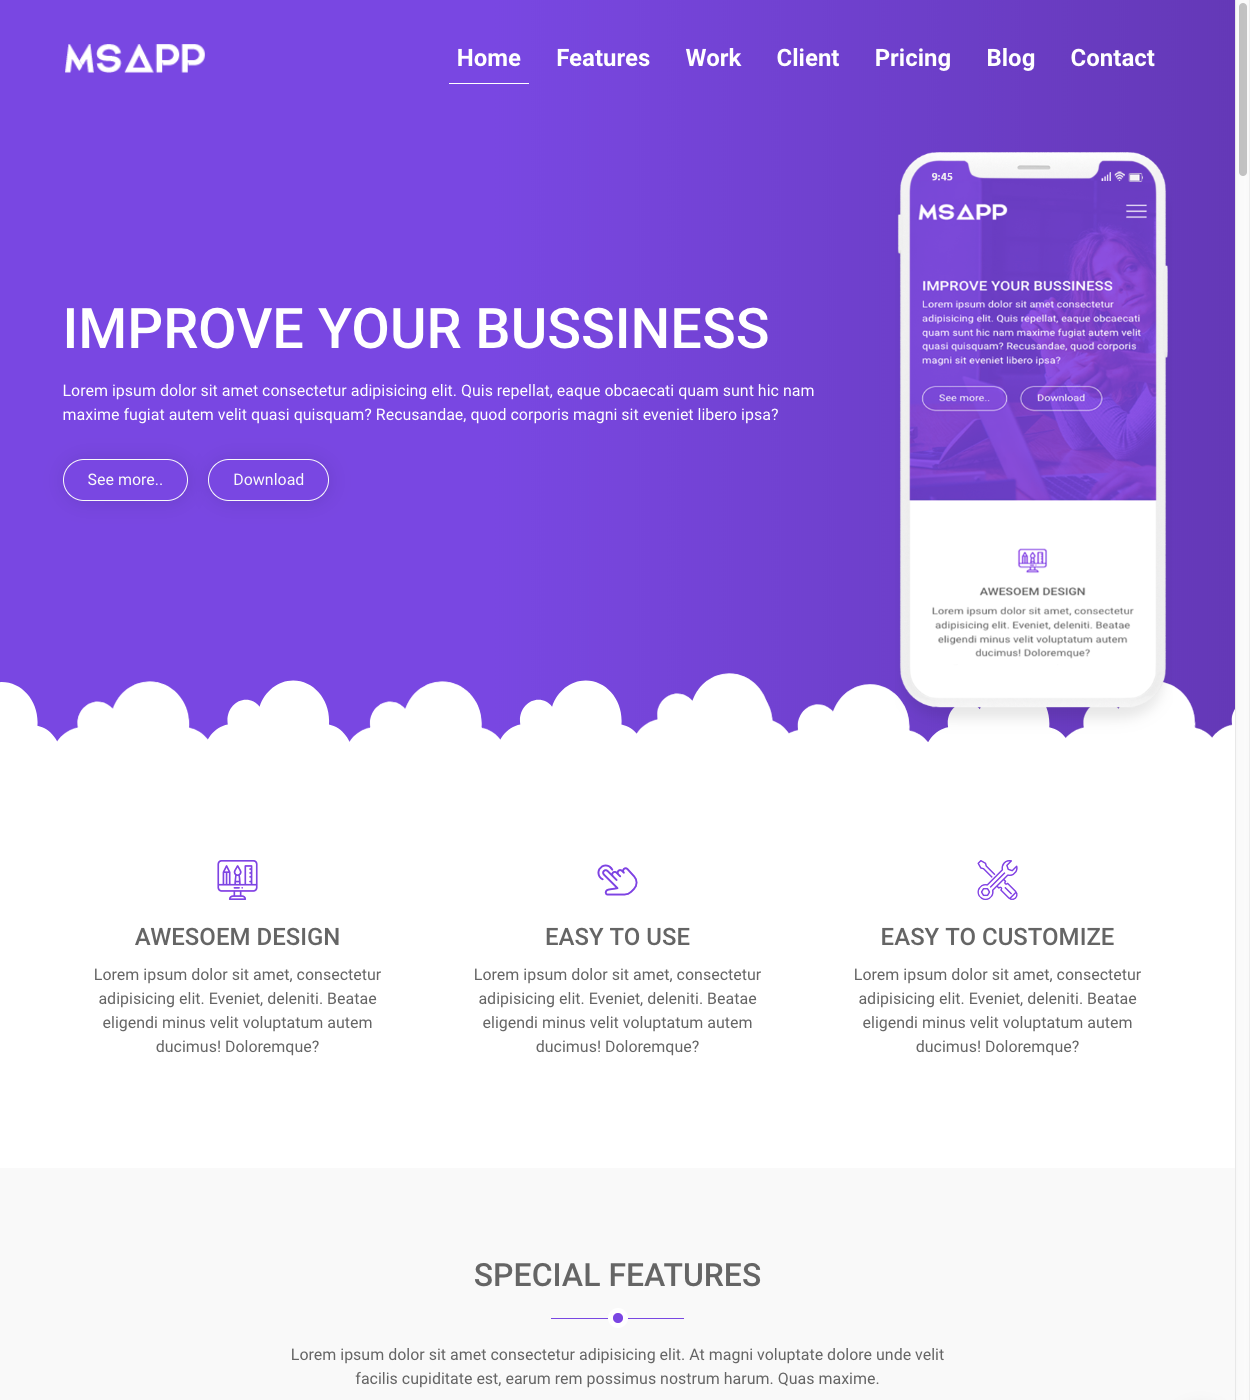 MSAPP
Home Features Work Client Pricing Blog Contact
IMPROVE YOUR BUSSINESS
Lorem ipsum dolor sit amet consectetur adipisicing elit. Quis repellat, eaque obcaecati quam sunt hic nam
maxime fugiat autem velit quasi quisquam? Recusandae, quod corporis magni sit eveniet libero ipsa?
See more.. Download
9:45
MSAPP
IMPROVE YOUR BUSSINESS
Lorem ipsum dolor sit amet consectetur
adipisicing elit. Quis repellat, eaque obcaecati
quam sunt hic nam maxime fugiat autem velit
quasi quisquam? Recusandae, quod corporis
magni sit eveniet libero ipsa?
See more.. Download
AWESOEM DESIGN
Lorem ipsum dolor sit amet, consectetur
adipisicing elit. Eveniet, deleniti. Beatae
eligendi minus velit voluptatum autem
ducimus! Doloremque?
AWESOEM DESIGN
Lorem ipsum dolor sit amet, consectetur
adipisicing elit. Eveniet, deleniti. Beatae
eligendi minus velit voluptatum autem
ducimus! Doloremque?
EASY TO USE
Lorem ipsum dolor sit amet, consectetur
adipisicing elit. Eveniet, deleniti. Beatae
eligendi minus velit voluptatum autem
ducimus! Doloremque?
EASY TO CUSTOMIZE
Lorem ipsum dolor sit amet, consectetur
adipisicing elit. Eveniet, deleniti. Beatae
eligendi minus velit voluptatum autem
ducimus! Doloremque?
SPECIAL FEATURES
Lorem ipsum dolor sit amet consectetur adipisicing elit. At magni voluptate dolore unde velit
facilis cupiditate est, earum rem possimus nostrum harum. Quas maxime.